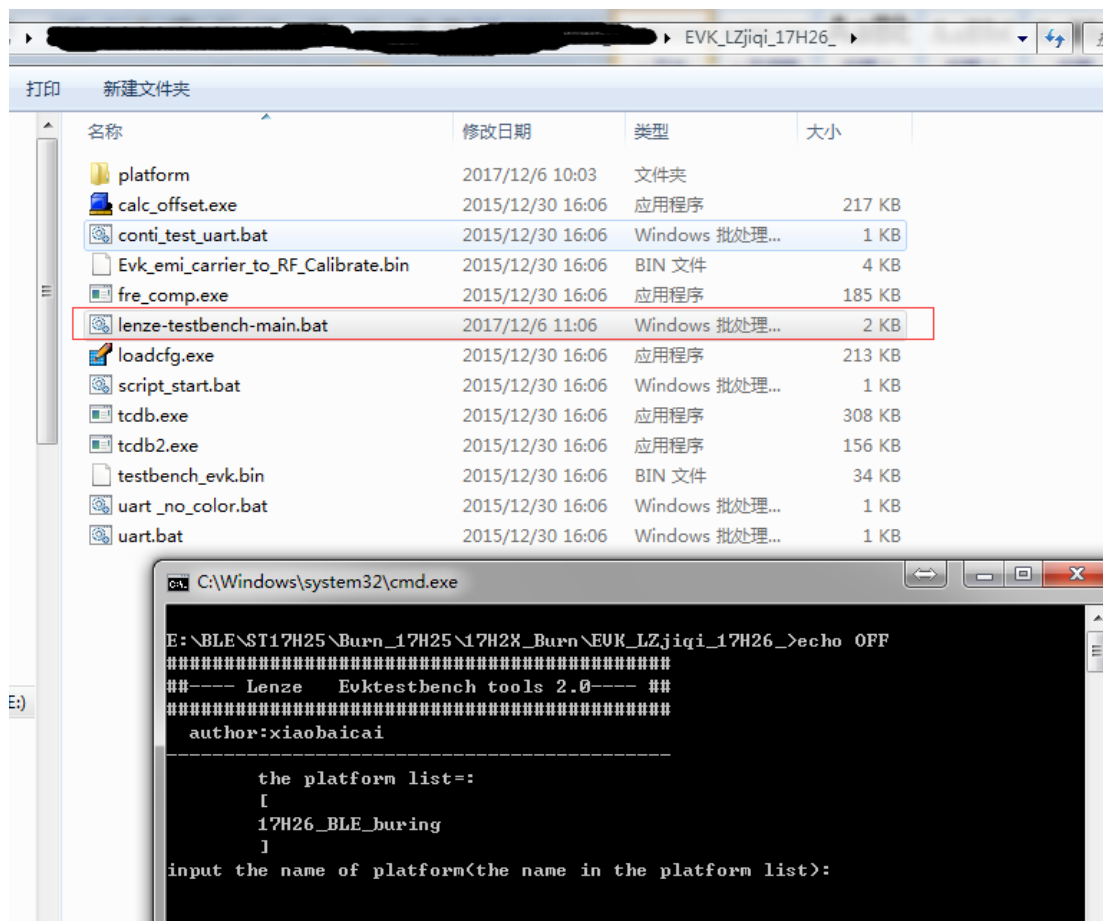 EVK_LZjiqi_17H26_
打印 新建文件夹
名称 修改日期 类型 大小
platform 2017/12/6 10:03 文件夹
calc_offset.exe 2015/12/30 16:06 应用程序 217 KB
conti_test_uart.bat 2015/12/30 16:06 Windows 批处理... 1 KB
Evk_emi_carrier_to_RF_Calibrate.bin 2015/12/30 16:06 BIN 文件 4 KB
fre_comp.exe 2015/12/30 16:06 应用程序 185 KB
lenze-testbench-main.bat 2017/12/6 11:06 Windows 批处理... 2 KB
loadcfg.exe 2015/12/30 16:06 应用程序 213 KB
script_start.bat 2015/12/30 16:06 Windows 批处理... 1 KB
tcdb.exe 2015/12/30 16:06 应用程序 308 KB
tcdb2.exe 2015/12/30 16:06 应用程序 156 KB
testbench_evk.bin 2015/12/30 16:06 BIN 文件 34 KB
uart _no_color.bat 2015/12/30 16:06 Windows 批处理... 1 KB
uart.bat 2015/12/30 16:06 Windows 批处理... 1 KB
C:\Windows\system32\cmd.exe
E:\BLE\ST17H25\Burn_17H25\17H2X_Burn\EVK_LZjiqi_17H26_>echo OFF
############################################
##---- Lenze   Evktestbench tools 2.0---- ##
############################################
author:xiaobaicai
--------------------------------------------
the platform list=:
[
17H26_BLE_buring
]
input the name of platform(the name in the platform list):
E:)